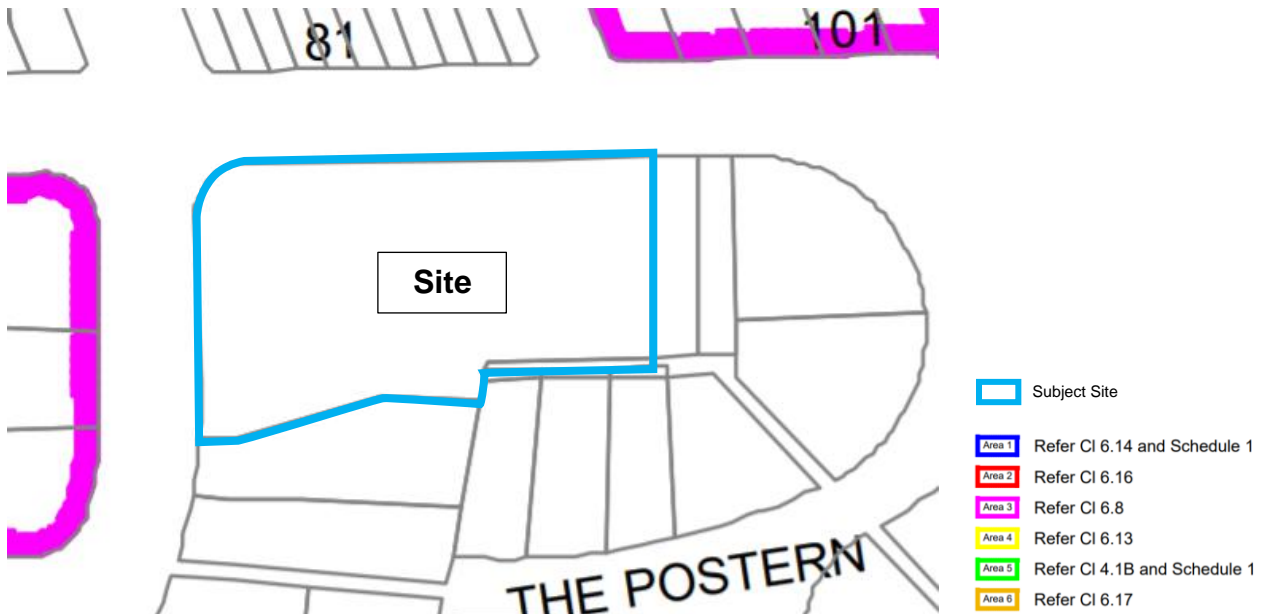 81
101
Site
THE POSTERN
Subject Site
Area 1 Refer Cl 6.14 and Schedule 1
Area 2 Refer Cl 6.16
Area 3 Refer Cl 6.8
Area 4 Refer Cl 6.13
Area 5 Refer Cl 4.1B and Schedule 1
Area 6 Refer Cl 6.17